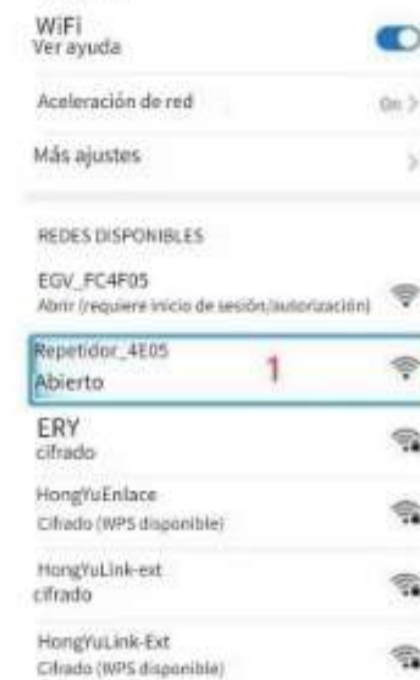 WiFi
Ver ayuda
Aceleración de red
On >
Más ajustes
>
REDES DISPONIBLES
EGV_FC4F05
Abrir (requiere inicio de sesión/autorización)
Repetidor_4E05
Abierto
1
ERY
cifrado
HongYuEnlace
Cifrado (WPS disponible)
HongYuLink-ext
cifrado
HongYuLink-Ext
Cifrado (WPS disponible)